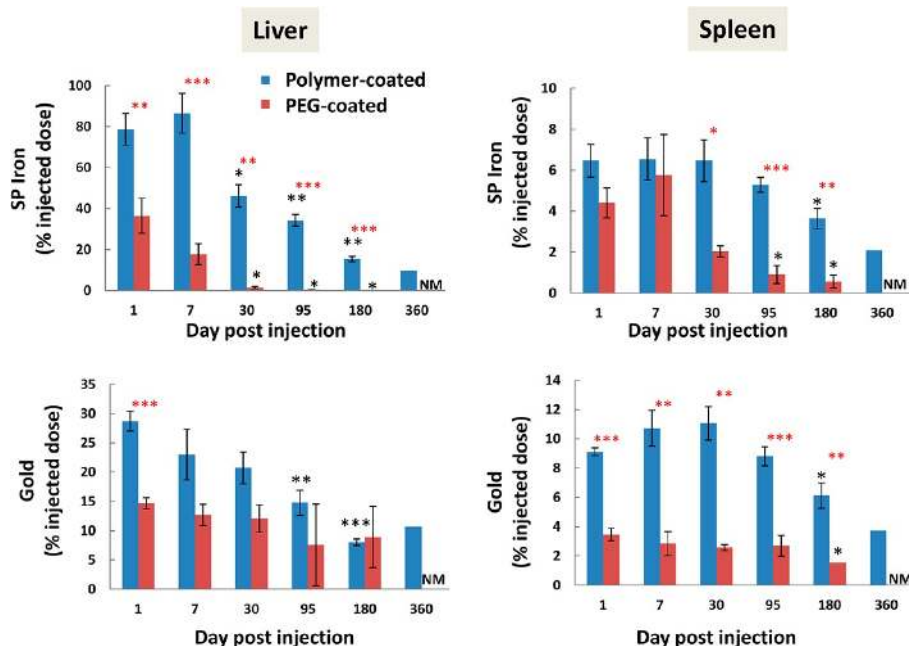 Liver
Spleen
SP Iron
(% injected dose)
100
80
60
40
20
0
** *** ** * * *** ** * *** ** *
Polymer-coated
PEG-coated
NM
1 7 30 95 180 360
Day post injection
SP Iron
(% injected dose)
10
8
6
4
2
0
* *** * ** * *
NM
1 7 30 95 180 360
Day post injection
Gold
(% injected dose)
35
30
25
20
15
10
5
0
*** ** ***
NM
1 7 30 95 180 360
Day post injection
Gold
(% injected dose)
14
12
10
8
6
4
2
0
*** ** ** *** ** * *
NM
1 7 30 95 180 360
Day post injection